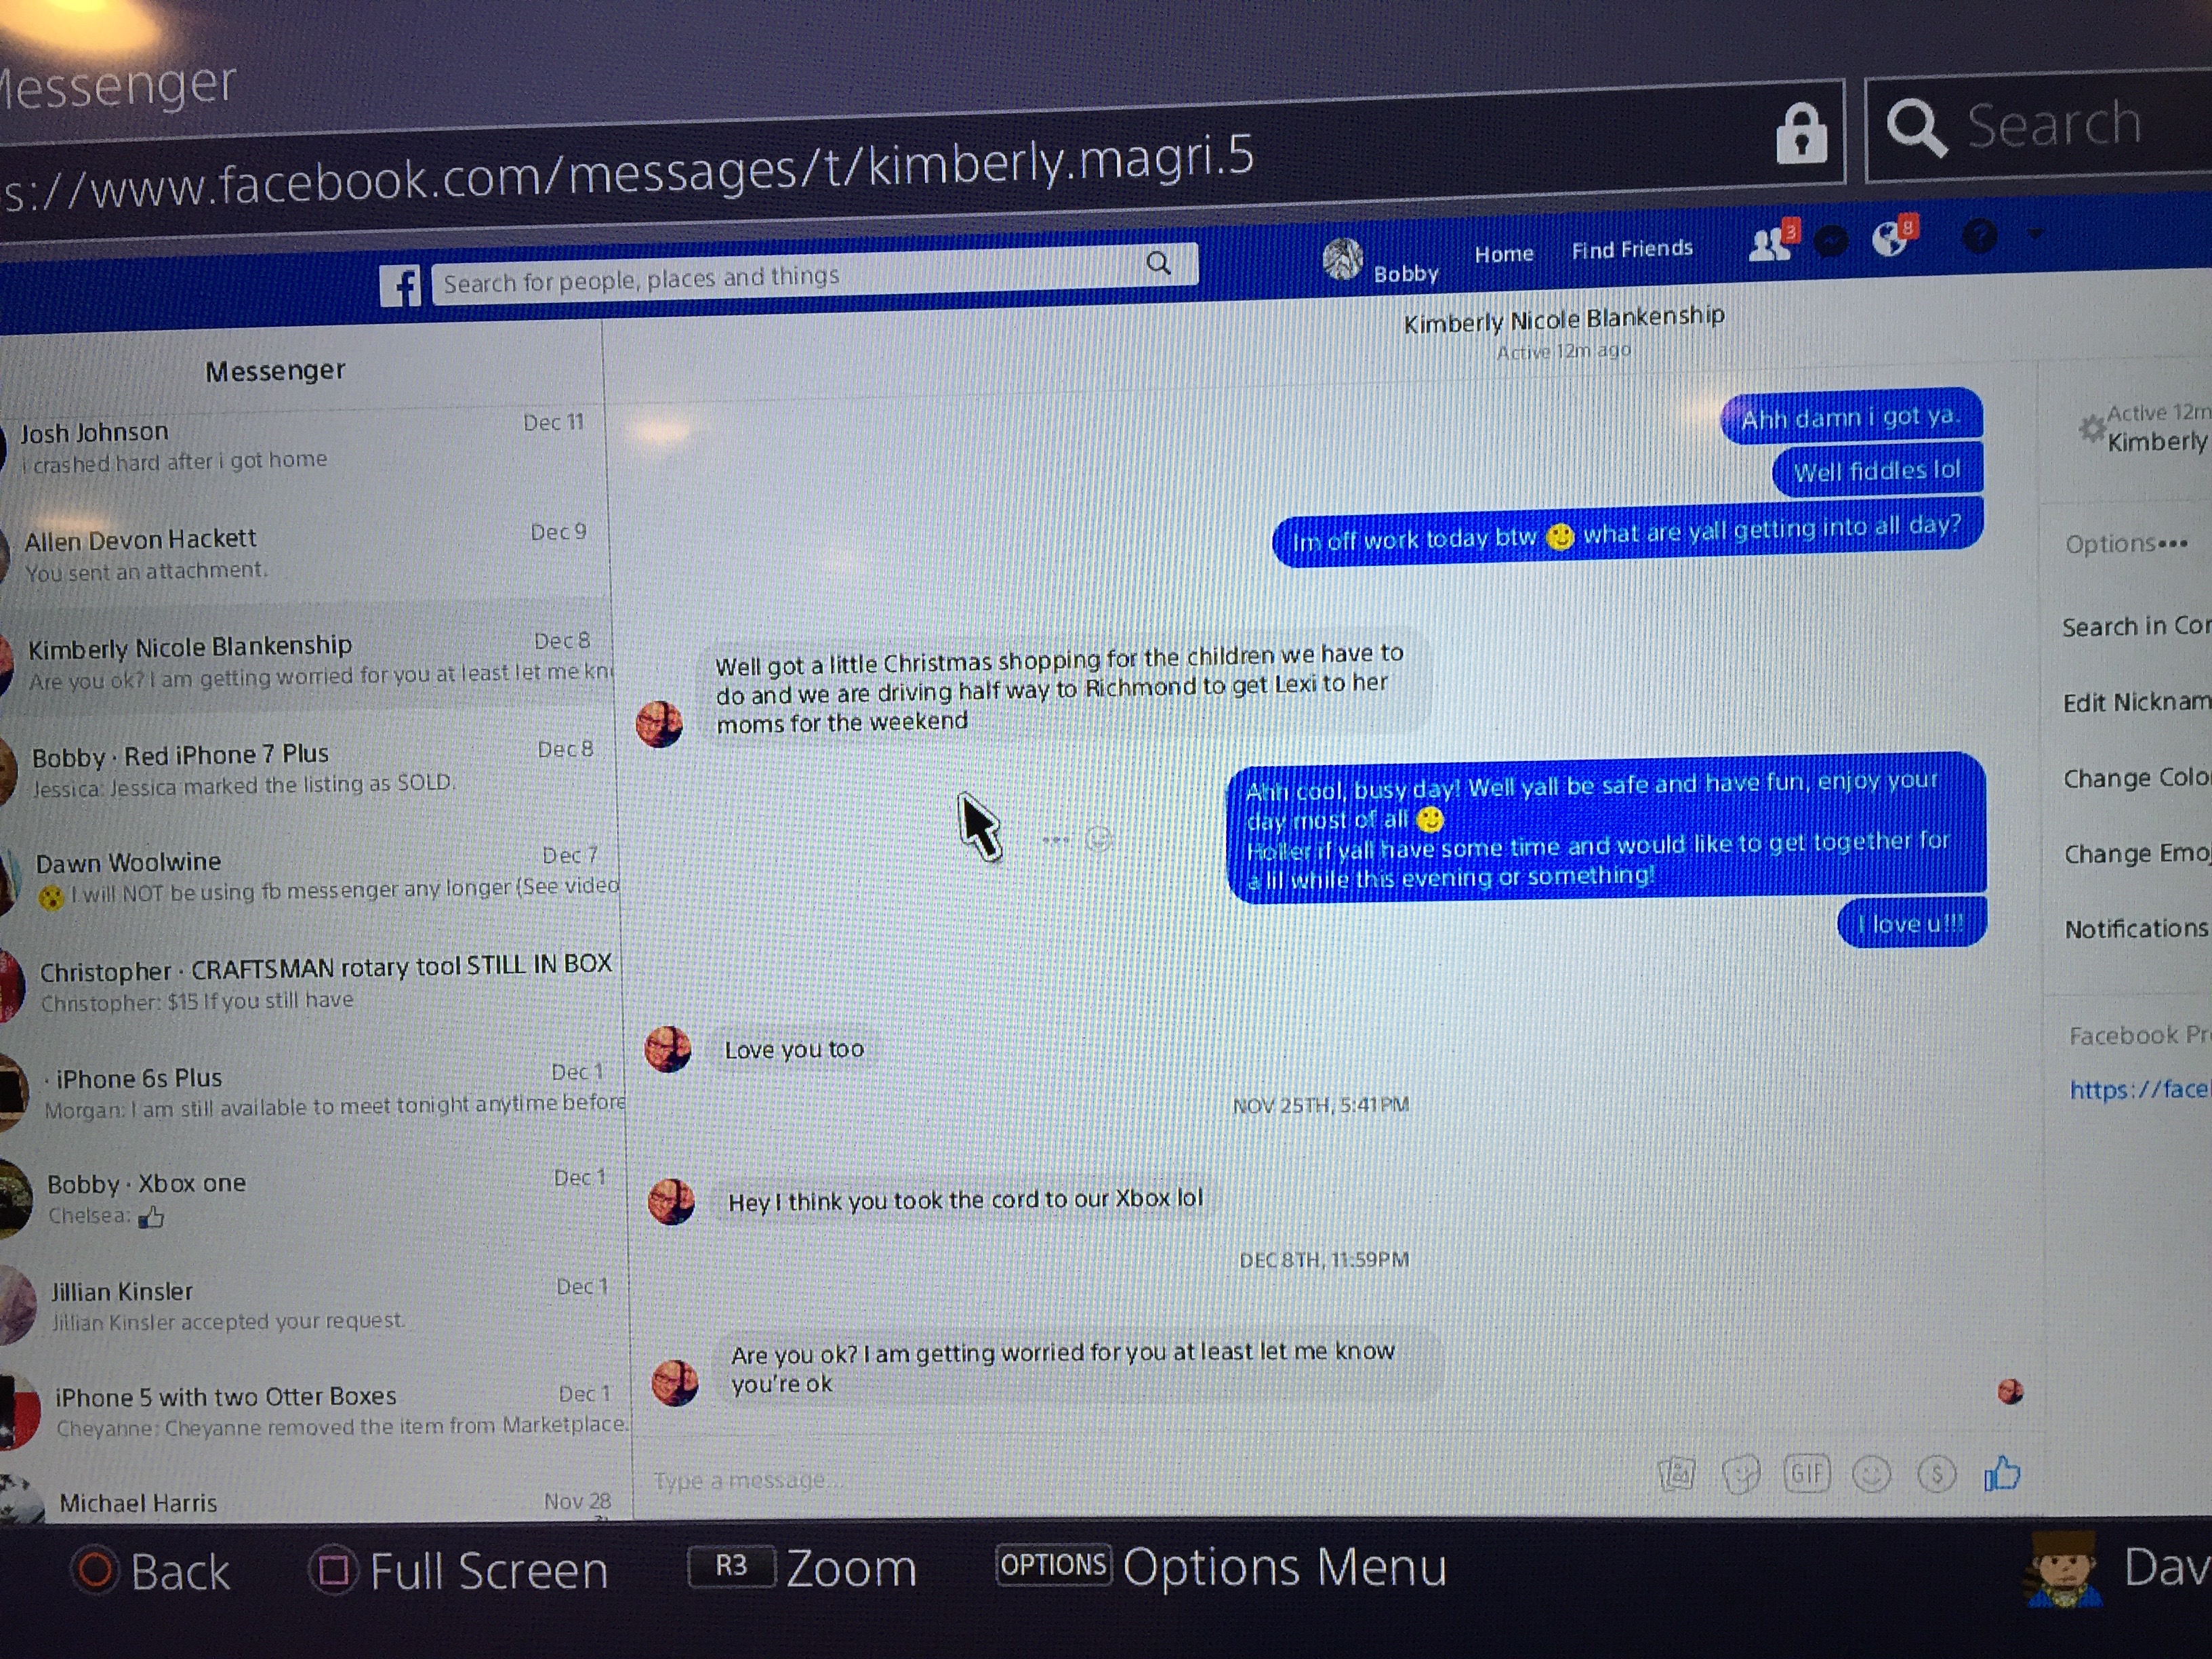 Messenger
s://www.facebook.com/messages/t/kimberly.magri.5
Search
f
Search for people, places and things
Bobby
Home
Find Friends
3
8
?
Messenger
Josh Johnson
Dec 11
i crashed hard after i got home
Allen Devon Hackett
Dec 9
You sent an attachment.
Kimberly Nicole Blankenship
Dec 8
Are you ok? I am getting worried for you at least let me kn
Bobby · Red iPhone 7 Plus
Dec 8
Jessica: Jessica marked the listing as SOLD.
Dawn Woolwine
Dec 7
😮 I will NOT be using fb messenger any longer (See video
Christopher · CRAFTSMAN rotary tool STILL IN BOX
Christopher: $15 If you still have
· iPhone 6s Plus
Dec 1
Morgan: I am still available to meet tonight anytime before
Bobby · Xbox one
Dec 1
Chelsea:
Jillian Kinsler
Dec 1
Jillian Kinsler accepted your request.
iPhone 5 with two Otter Boxes
Dec 1
Cheyanne: Cheyanne removed the item from Marketplace.
Michael Harris
Nov 28
Kimberly Nicole Blankenship
Active 12m ago
Ahh damn i got ya.
Well fiddles lol
Im off work today btw 🙂 what are yall getting into all day?
Well got a little Christmas shopping for the children we have to
do and we are driving half way to Richmond to get Lexi to her
moms for the weekend
Ahh cool, busy day! Well yall be safe and have fun, enjoy your
day most of all 🙂
Holler if yall have some time and would like to get together for
a lil while this evening or something!
I love u!!!
Love you too
NOV 25TH, 5:41PM
Hey I think you took the cord to our Xbox lol
DEC 8TH, 11:59PM
Are you ok? I am getting worried for you at least let me know
you're ok
Type a message...
GIF
$
Active 12m
Kimberly
Options•••
Search in Cor
Edit Nicknam
Change Colo
Change Emoj
Notifications
Facebook Pr
https://face
Back
Full Screen
R3 Zoom
OPTIONS Options Menu
Dav